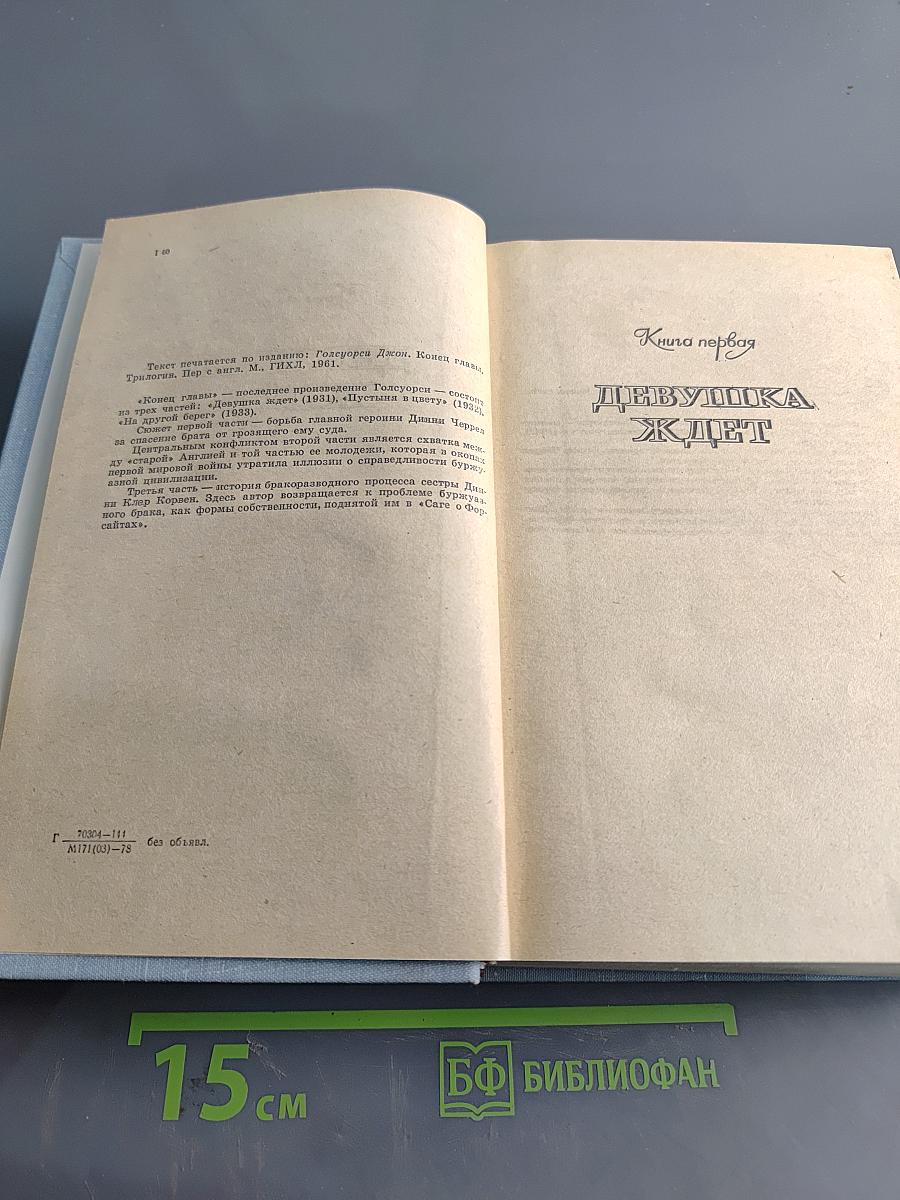 Г 60
Текст печатается по изданию: Голсуорси Джон. Конец главы.
Трилогия. Пер с англ. М., ГИХЛ, 1961.
«Конец главы» — последнее произведение Голсуорси — состоит
из трех частей: «Девушка ждет» (1931), «Пустыня в цвету» (1932),
«На другой берег» (1933).
Сюжет первой части — борьба главной героини Динни Черрел
за спасение брата от грозящего ему суда.
Центральным конфликтом второй части является схватка меж-
ду «старой» Англией и той частью ее молодежи, которая в окопах
первой мировой войны утратила иллюзии о справедливости буржу-
азной цивилизации.
Третья часть — история бракоразводного процесса сестры Дин-
ни Клер Корвен. Здесь автор возвращается к проблеме буржуаз-
ного брака, как формы собственности, поднятой им в «Саге о Фор-
сайтах».
Г 70304—111
М171(03)—78 без объявл.
Книга первая
ДЕВУШКА
ЖДЕТ
15 см
БФ БИБЛИОФАН